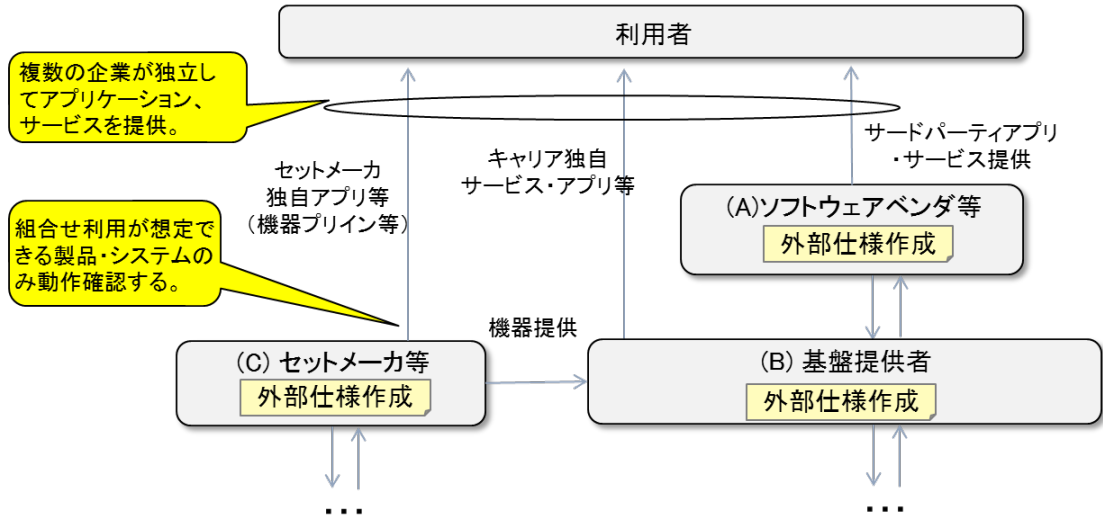 利用者
複数の企業が独立し
てアプリケーション、
サービスを提供。
セットメーカ
独自アプリ等
（機器プリイン等）
キャリア独自
サービス・アプリ等
サードパーティアプリ
・サービス提供
組合せ利用が想定で
きる製品・システムの
み動作確認する。
(A)ソフトウェアベンダ等
外部仕様作成
機器提供
(C) セットメーカ等
外部仕様作成
(B) 基盤提供者
外部仕様作成
・・・
・・・